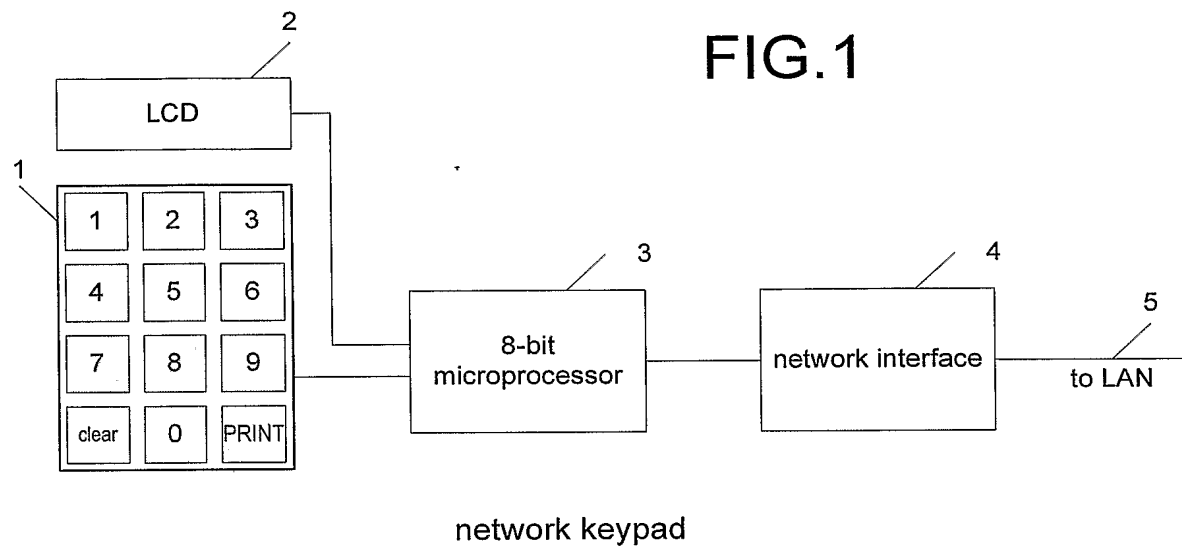 FIG.1
2
LCD
1
1 2 3
4 5 6
7 8 9
clear 0 PRINT
3
8-bit
microprocessor
4
network interface
5
to LAN
network keypad